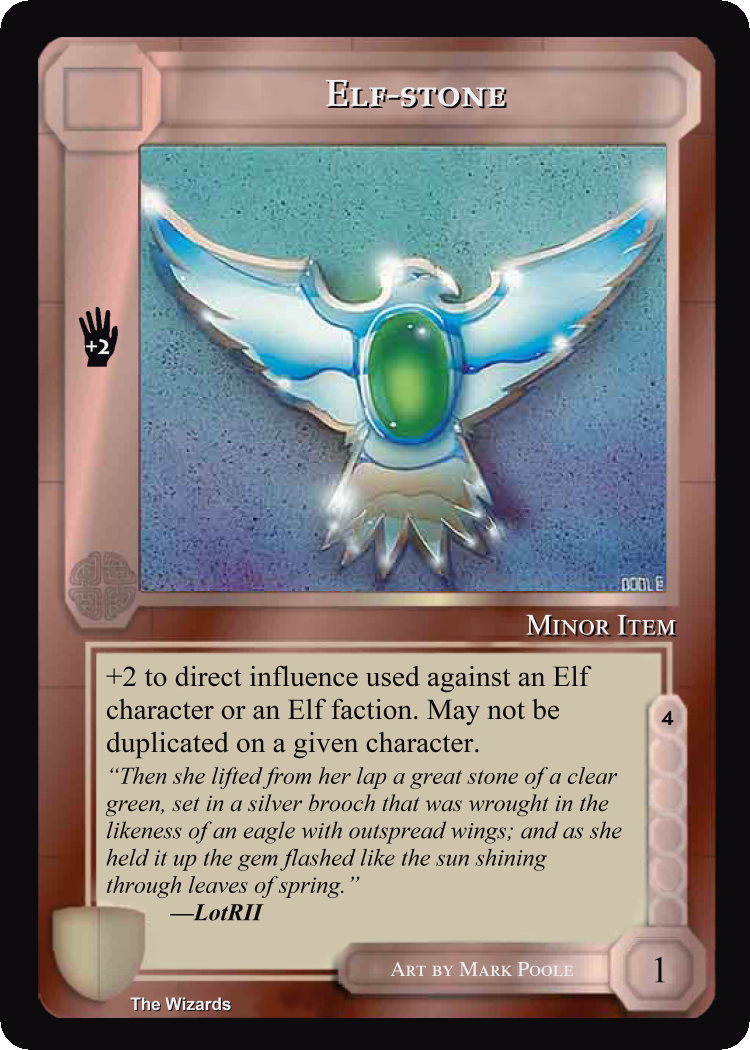 Elf-stone
+2
Minor Item
+2 to direct influence used against an Elf
character or an Elf faction. May not be
duplicated on a given character.
“Then she lifted from her lap a great stone of a clear
green, set in a silver brooch that was wrought in the
likeness of an eagle with outspread wings; and as she
held it up the gem flashed like the sun shining
through leaves of spring.”
—LotRII
4
Art by Mark Poole
1
The Wizards